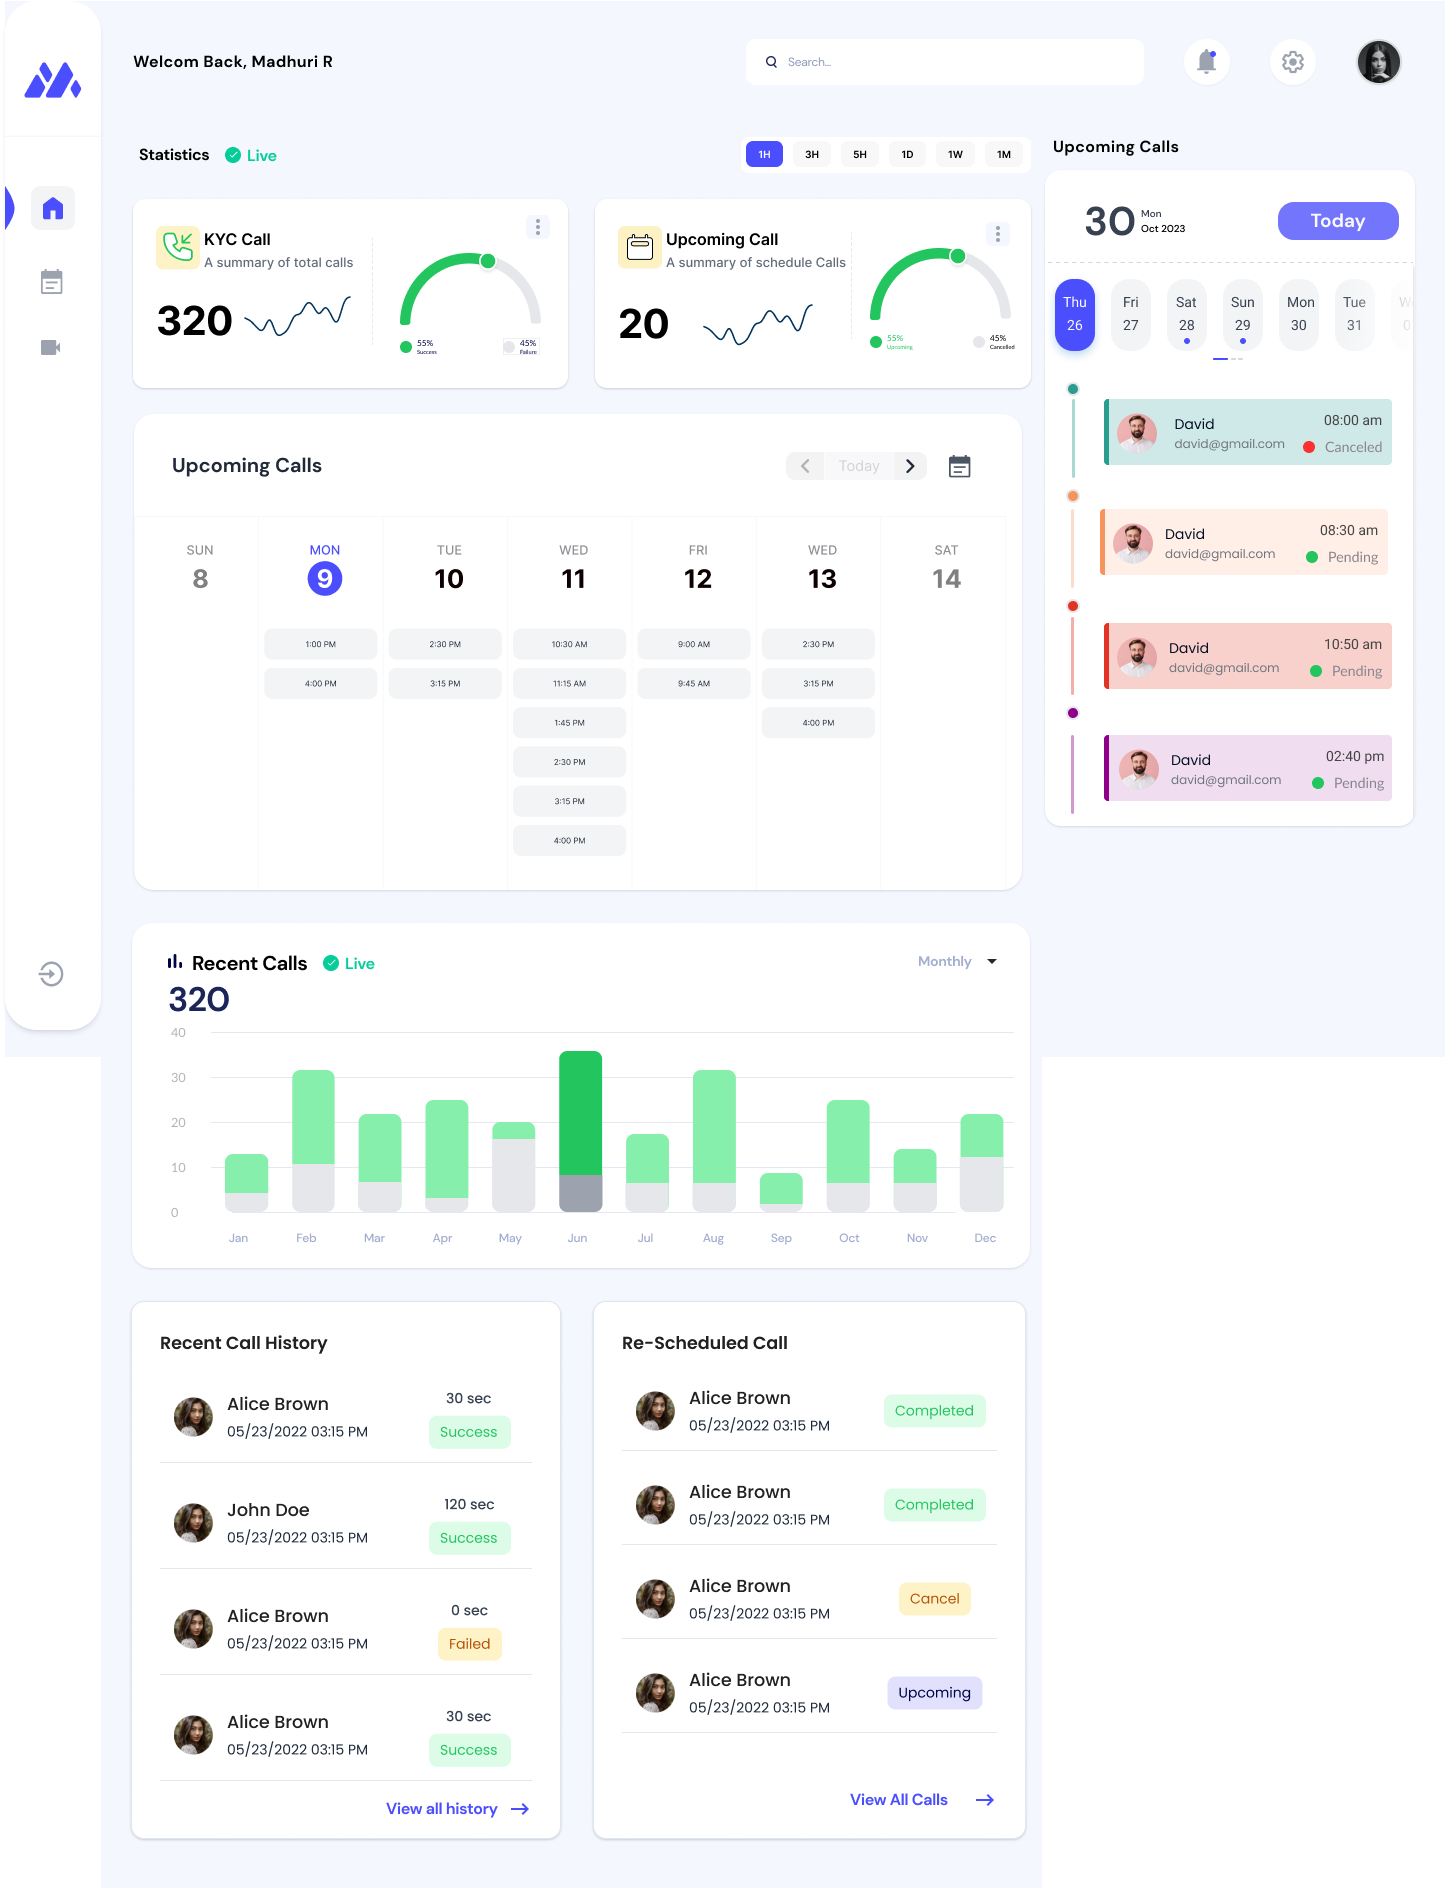 Welcom Back, Madhuri R
Search...
Statistics
Live
1H 3H 5H 1D 1W 1M
KYC Call
A summary of total calls
320
55%
Success
45%
Failure
Upcoming Call
A summary of schedule Calls
20
55%
Upcoming
45%
Cancelled
Upcoming Calls
30
Mon
Oct 2023
Today
Thu Fri Sat Sun Mon Tue
26 27 28 29 30 31
David
david@gmail.com
08:00 am
Canceled
David
david@gmail.com
08:30 am
Pending
David
david@gmail.com
10:50 am
Pending
David
david@gmail.com
02:40 pm
Pending
Upcoming Calls
Today
SUN MON TUE WED FRI WED SAT
8 9 10 11 12 13 14
1:00 PM 2:30 PM 10:30 AM 9:00 AM 2:30 PM
4:00 PM 3:15 PM 11:15 AM 9:45 AM 3:15 PM
1:45 PM 4:00 PM
2:30 PM
3:15 PM
4:00 PM
Recent Calls
Live
Monthly
320
40
30
20
10
0
Jan Feb Mar Apr May Jun Jul Aug Sep Oct Nov Dec
Recent Call History
Alice Brown
05/23/2022 03:15 PM
30 sec
Success
John Doe
05/23/2022 03:15 PM
120 sec
Success
Alice Brown
05/23/2022 03:15 PM
0 sec
Failed
Alice Brown
05/23/2022 03:15 PM
30 sec
Success
View all history
Re-Scheduled Call
Alice Brown
05/23/2022 03:15 PM
Completed
Alice Brown
05/23/2022 03:15 PM
Completed
Alice Brown
05/23/2022 03:15 PM
Cancel
Alice Brown
05/23/2022 03:15 PM
Upcoming
View All Calls